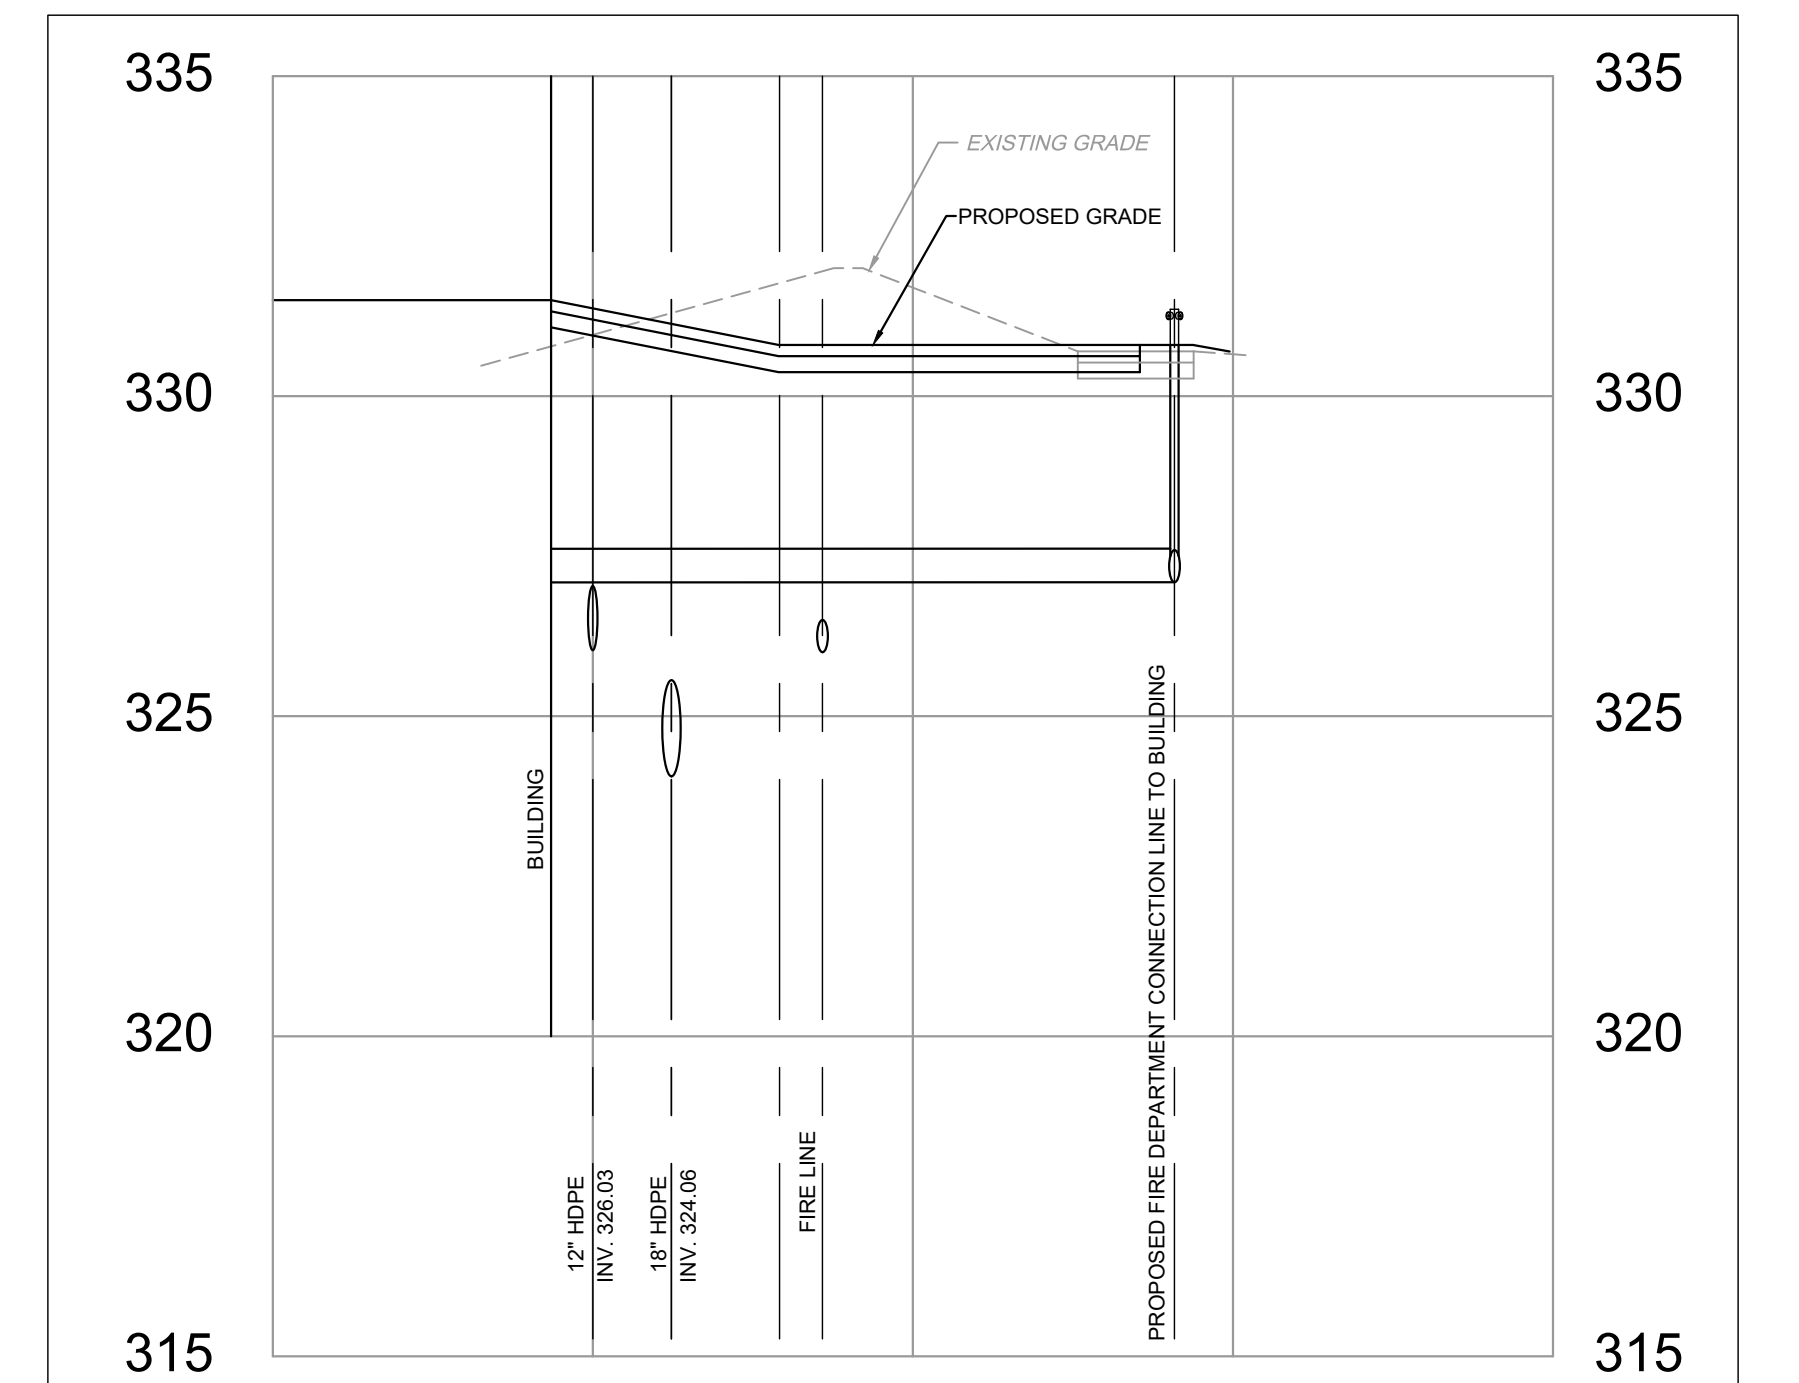 335
335
EXISTING GRADE
PROPOSED GRADE
330
330
325
325
BUILDING
PROPOSED FIRE DEPARTMENT CONNECTION LINE TO BUILDING
320
320
12" HDPE
INV. 326.03
18" HDPE
INV. 324.06
FIRE LINE
315
315